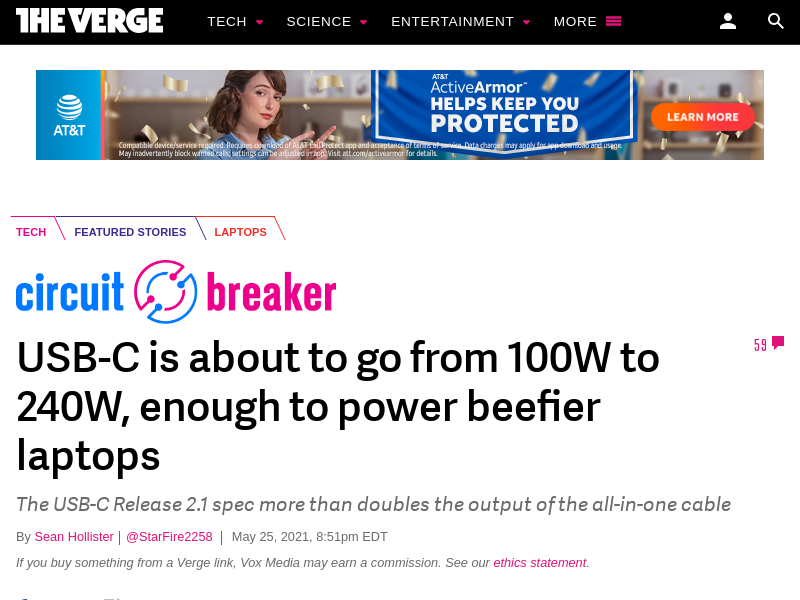 THE VERGE TECH SCIENCE ENTERTAINMENT MORE
AT&T
AT&T
ActiveArmor℠
HELPS KEEP YOU
PROTECTED
LEARN MORE
Compatible device/service required. Requires download of AT&T Call Protect app and acceptance of terms of service. Data charges may apply for app download and usage.
May inadvertently block wanted calls; settings can be adjusted in app. Visit att.com/activearmor for details.
TECH FEATURED STORIES LAPTOPS
circuit breaker
USB-C is about to go from 100W to
240W, enough to power beefier
laptops
59
The USB-C Release 2.1 spec more than doubles the output of the all-in-one cable
By Sean Hollister | @StarFire2258 | May 25, 2021, 8:51pm EDT
If you buy something from a Verge link, Vox Media may earn a commission. See our ethics statement.